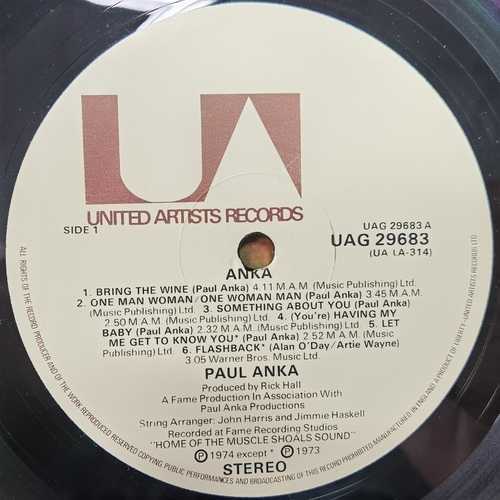 UA
UNITED ARTISTS RECORDS
SIDE 1
UAG 29683 A
UAG 29683
(UA LA-314)
ANKA
1. BRING THE WINE (Paul Anka) 4.11 M.A.M (Music Publishing) Ltd.
2. ONE MAN WOMAN/ONE WOMAN MAN (Paul Anka) 3.45 M.A.M.
(Music Publishing) Ltd. 3. SOMETHING ABOUT YOU (Paul Anka)
2.50 M.A.M. (Music Publishing) Ltd. 4. (You're) HAVING MY
BABY (Paul Anka) 2.32 M.A.M. (Music Publishing) Ltd. 5. LET
ME GET TO KNOW YOU* (Paul Anka) 2.52 M.A.M. (Music
Publishing) Ltd. 6. FLASHBACK* (Alan O'Day/Artie Wayne)
3.05 Warner Bros. Music Ltd.
PAUL ANKA
Produced by Rick Hall
A Fame Production In Association With
Paul Anka Productions
String Arranger: John Harris and Jimmie Haskell
Recorded at Fame Recording Studios
"HOME OF THE MUSCLE SHOALS SOUND"
℗ 1974 except * ℗ 1973
STEREO
ALL RIGHTS OF THE RECORD PRODUCER AND OF THE OWNER OF THE WORK REPRODUCED RESERVED. COPYING, PUBLIC PERFORMANCES AND BROADCASTING OF THIS RECORD PROHIBITED. MADE IN ENGLAND. A PRODUCT OF LIBERTY-UNITED ARTISTS RECORDS LTD